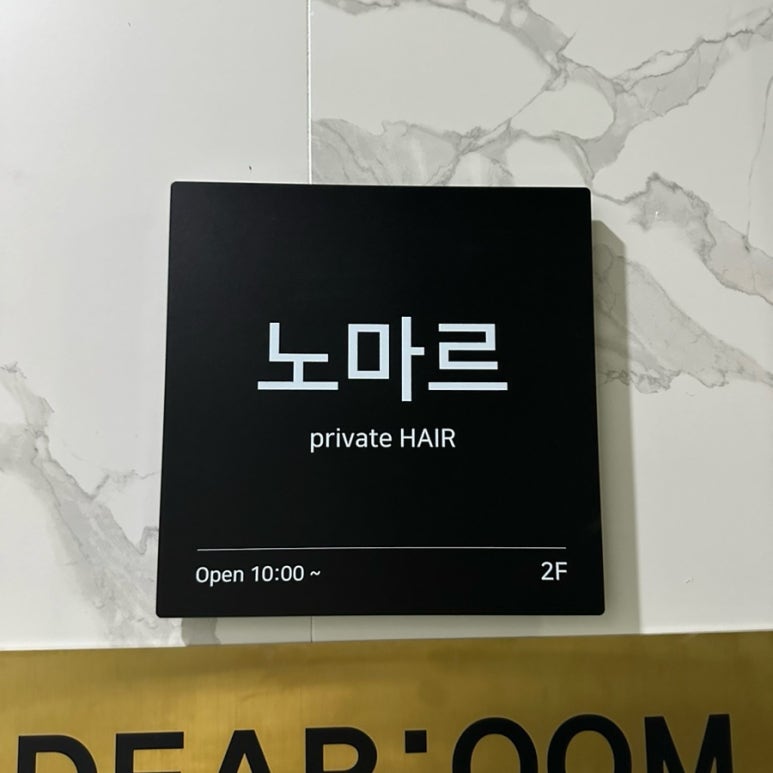 노마르
private HAIR
Open 10:00 ~
2F